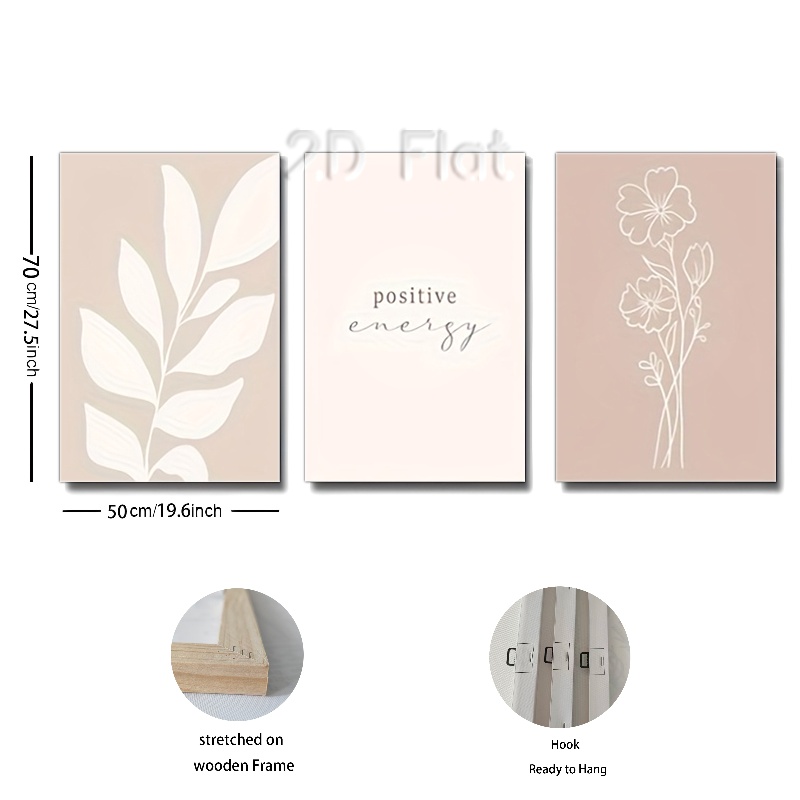 2D Flat
positive
energy
70 cm/27.5inch
50cm/19.6inch
stretched on
wooden Frame
Hook
Ready to Hang